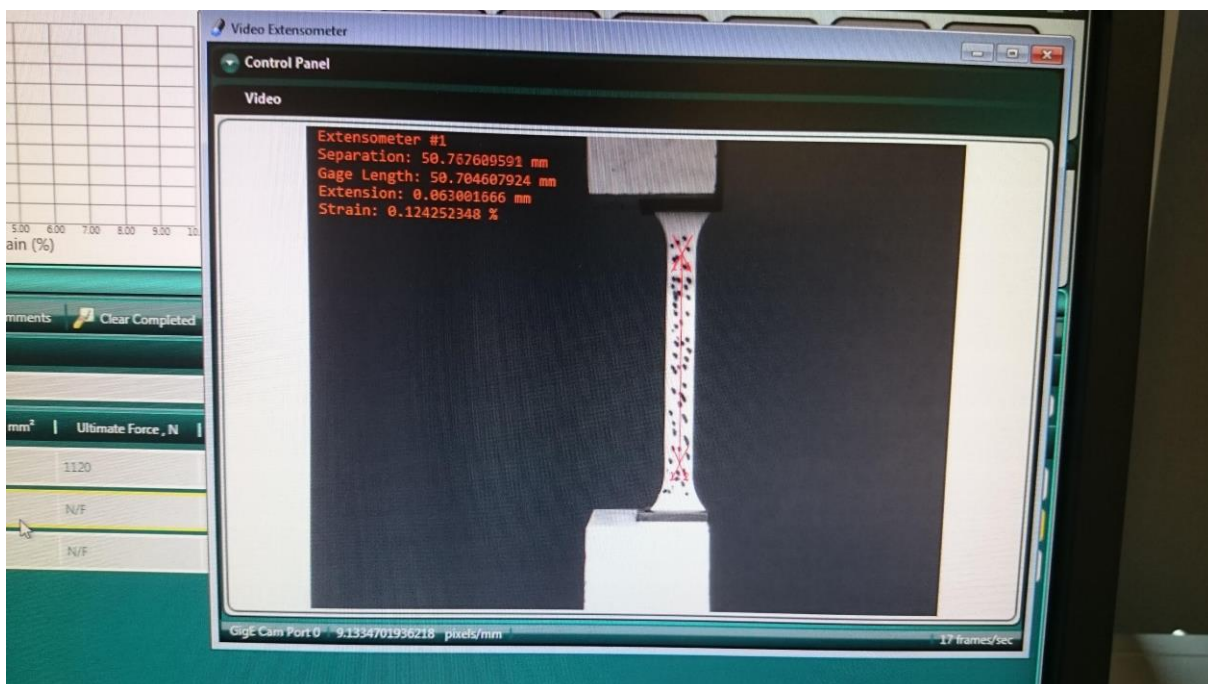 Video Extensometer
Control Panel
Video
Extensometer #1
Separation: 50.767609591 mm
Gage Length: 50.704607924 mm
Extension: 0.063001666 mm
Strain: 0.124252348 %
5.00 6.00 7.00 8.00 9.00 10.
ain (%)
mments Clear Completed
mm² | Ultimate Force , N |
1120
N/F
N/F
GigE Cam Port 0 9.1334701936218 pixels/mm 17 frames/sec